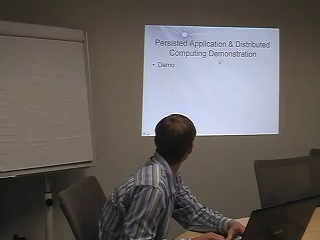 Persisted Application & Distributed
Computing Demonstration
• Demo